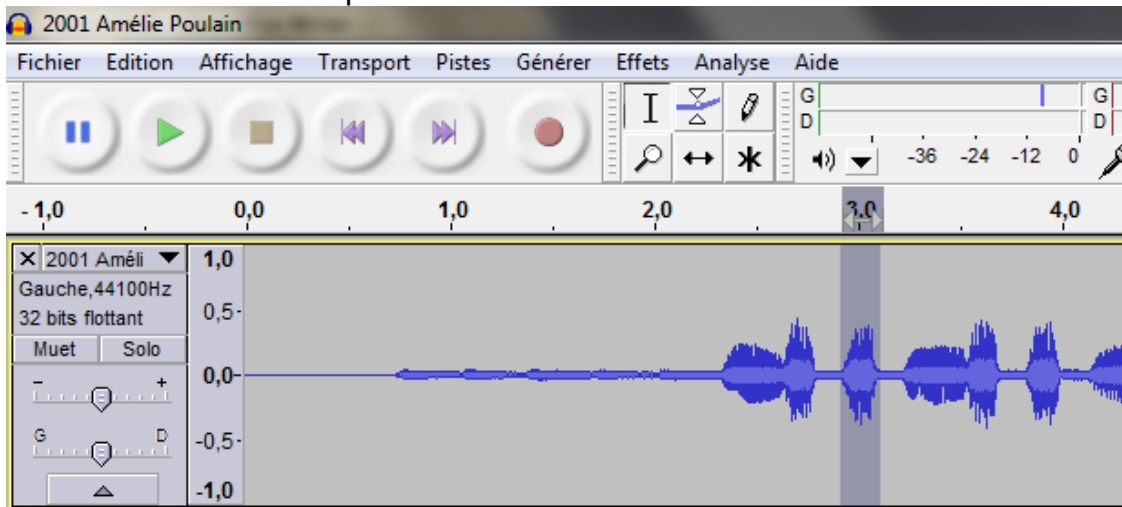 2001 Amélie Poulain
Fichier Edition Affichage Transport Pistes Générer Effets Analyse Aide
G G
D D
-36 -24 -12 0
- 1,0 0,0 1,0 2,0 3,0 4,0
X 2001 Améli 1,0
Gauche,44100Hz
32 bits flottant 0,5-
Muet Solo
0,0-
- +
G D -0,5-
-1,0